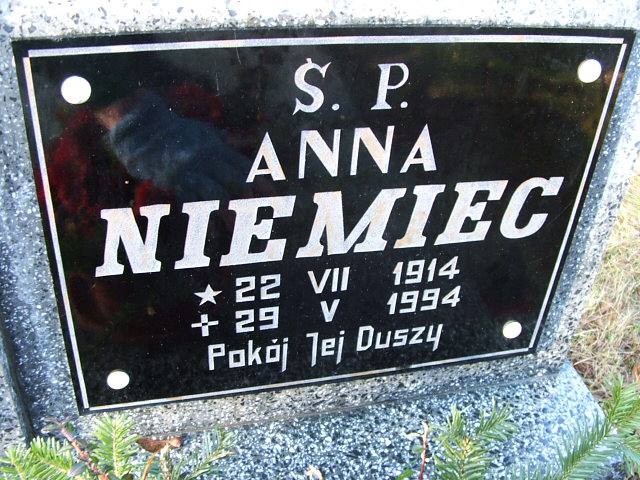 Ś. P.
ANNA
NIEMIEC
★ 22 VII 1914
✢ 29 V 1994
Pokój Jej Duszy